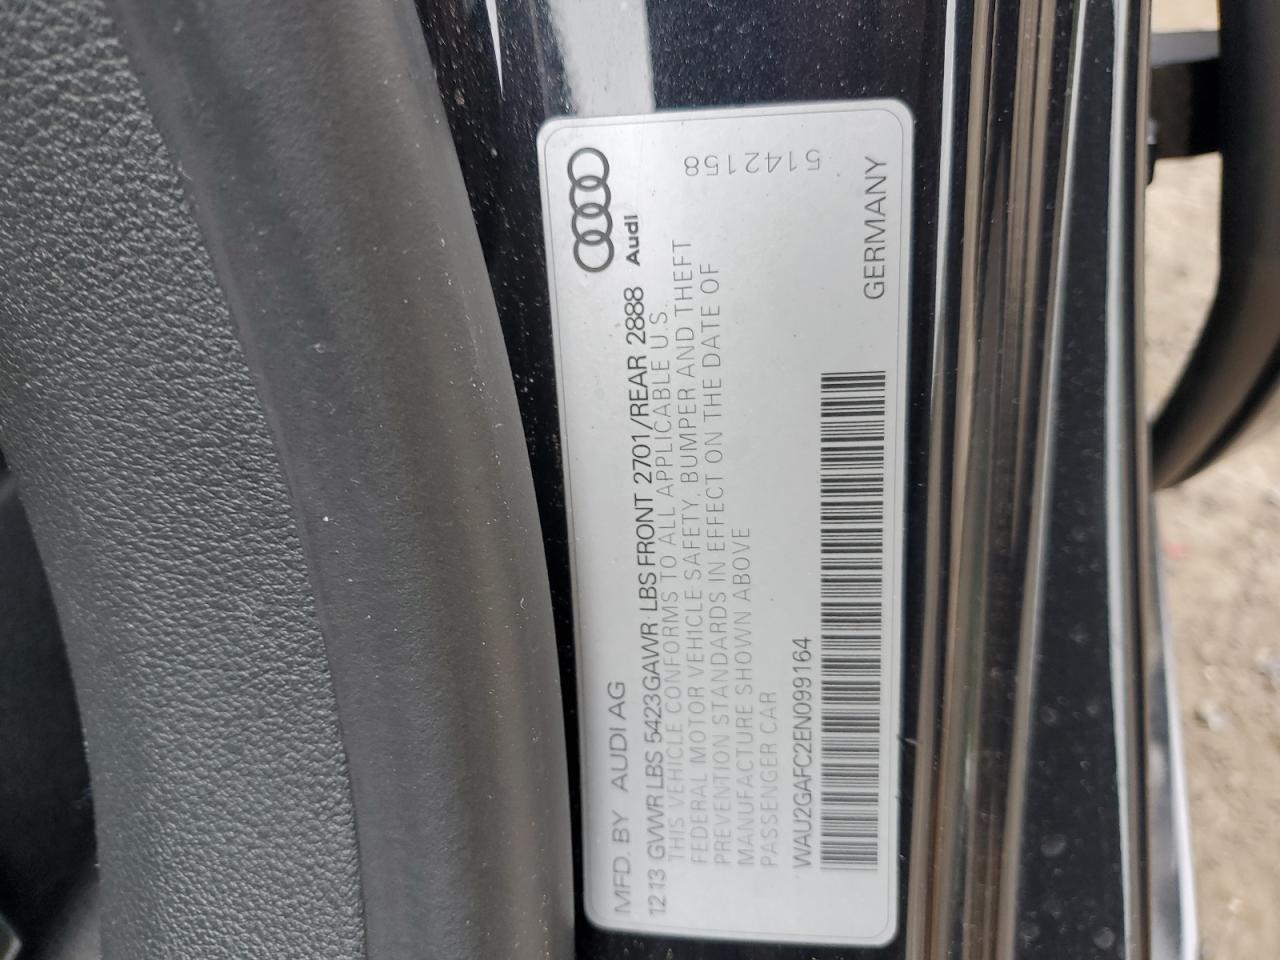 MFD. BY AUDI AG
12 13 GVWR LBS 5423 GAWR: LBS FRONT 2701/REAR 2888 Audi
THIS VEHICLE CONFORMS TO ALL APPLICABLE U.S.
FEDERAL MOTOR VEHICLE SAFETY, BUMPER AND THEFT
PREVENTION STANDARDS IN EFFECT ON THE DATE OF
MANUFACTURE SHOWN ABOVE
PASSENGER CAR
WAU2GAFC2EN099164
GERMANY
5142158